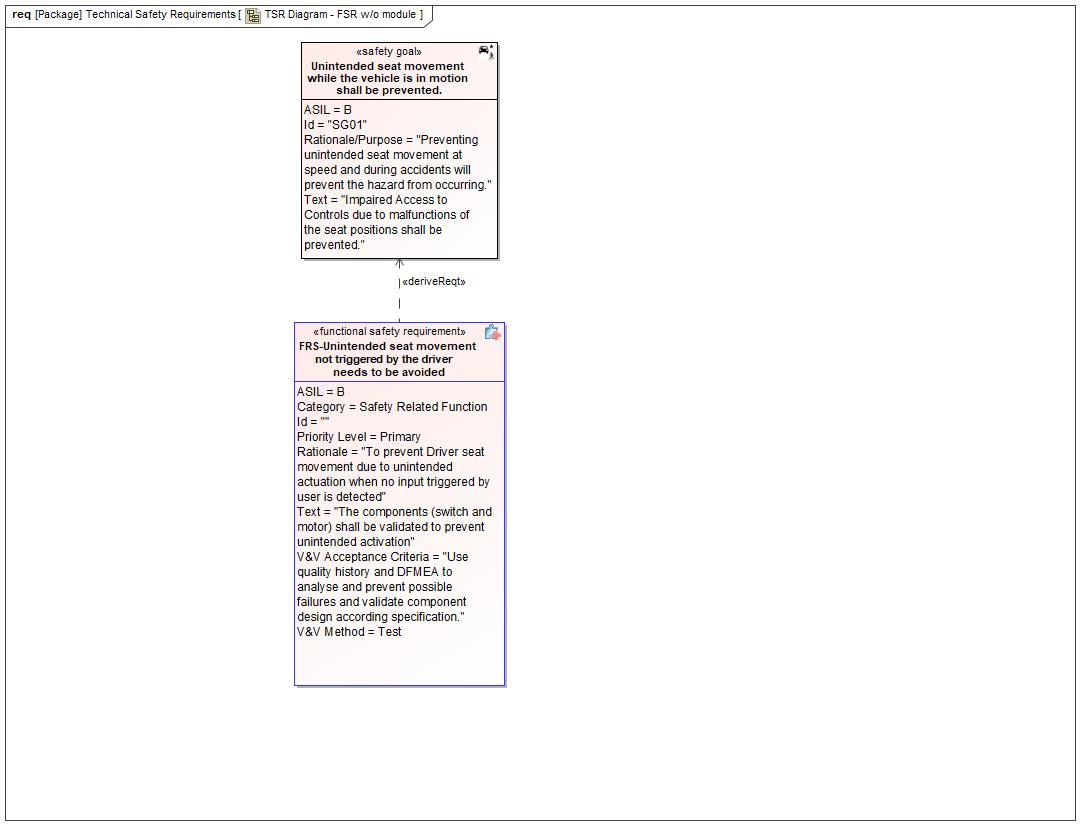 req [Package] Technical Safety Requirements [ TSR Diagram - FSR w/o module ]
«safety goal»
Unintended seat movement
while the vehicle is in motion
shall be prevented.
ASIL = B
Id = "SG01"
Rationale/Purpose = "Preventing
unintended seat movement at
speed and during accidents will
prevent the hazard from occurring."
Text = "Impaired Access to
Controls due to malfunctions of
the seat positions shall be
prevented."
«deriveReqt»
«functional safety requirement»
FRS-Unintended seat movement
not triggered by the driver
needs to be avoided
ASIL = B
Category = Safety Related Function
Id = ""
Priority Level = Primary
Rationale = "To prevent Driver seat
movement due to unintended
actuation when no input triggered by
user is detected"
Text = "The components (switch and
motor) shall be validated to prevent
unintended activation"
V&V Acceptance Criteria = "Use
quality history and DFMEA to
analyse and prevent possible
failures and validate component
design according specification."
V&V Method = Test